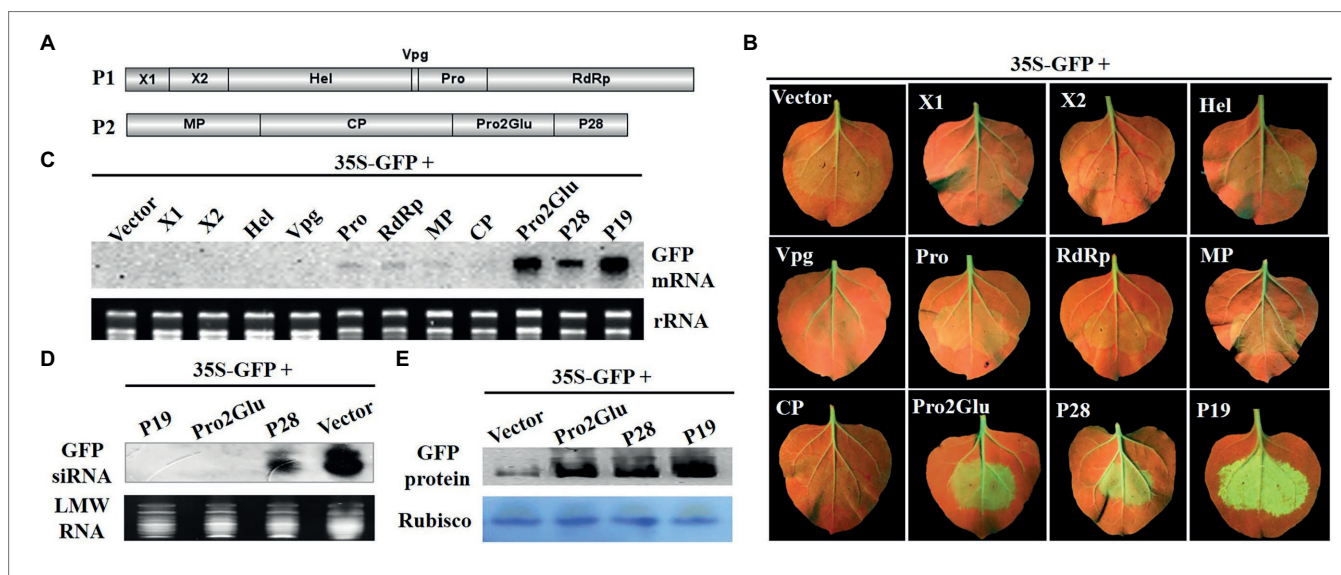 A
Vpg
P1 X1 X2 Hel Pro RdRp
P2 MP CP Pro2Glu P28
C
35S-GFP +
Vector X1 X2 Hel Vpg Pro RdRp MP CP Pro2Glu P28 P19
GFP
mRNA
rRNA
D
35S-GFP +
P19 Pro2Glu P28 Vector
GFP
siRNA
LMW
RNA
E
35S-GFP +
Vector Pro2Glu P28 P19
GFP
protein
Rubisco
B
35S-GFP +
Vector X1 X2 Hel
Vpg Pro RdRp MP
CP Pro2Glu P28 P19